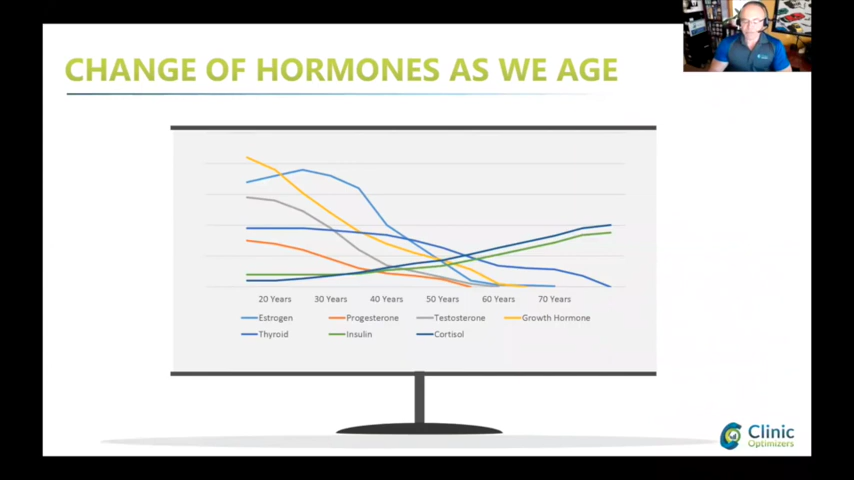 CHANGE OF HORMONES AS WE AGE
20 Years 30 Years 40 Years 50 Years 60 Years 70 Years
Estrogen Progesterone Testosterone Growth Hormone
Thyroid Insulin Cortisol
Clinic
Optimizers